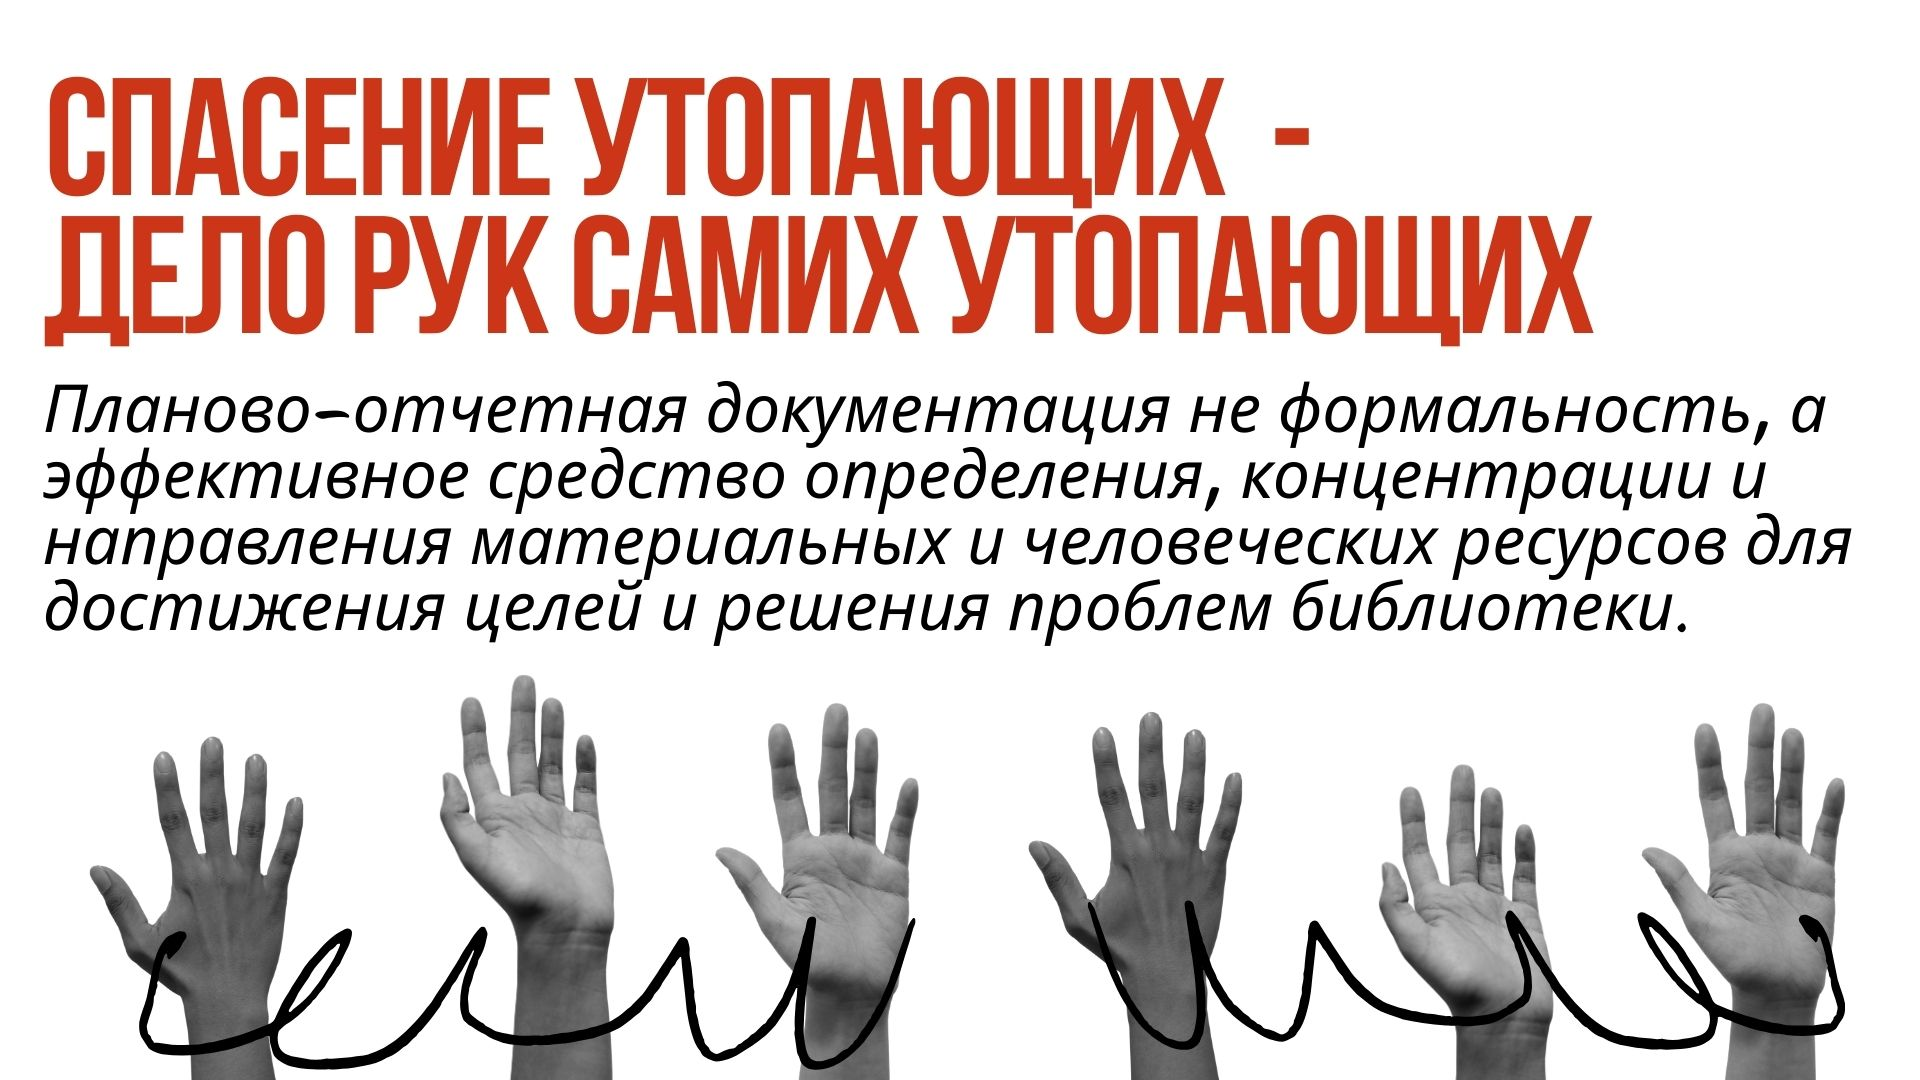 СПАСЕНИЕ УТОПАЮЩИХ -
ДЕЛО РУК САМИХ УТОПАЮЩИХ
Планово–отчетная документация не формальность, а
эффективное средство определения, концентрации и
направления материальных и человеческих ресурсов для
достижения целей и решения проблем библиотеки.